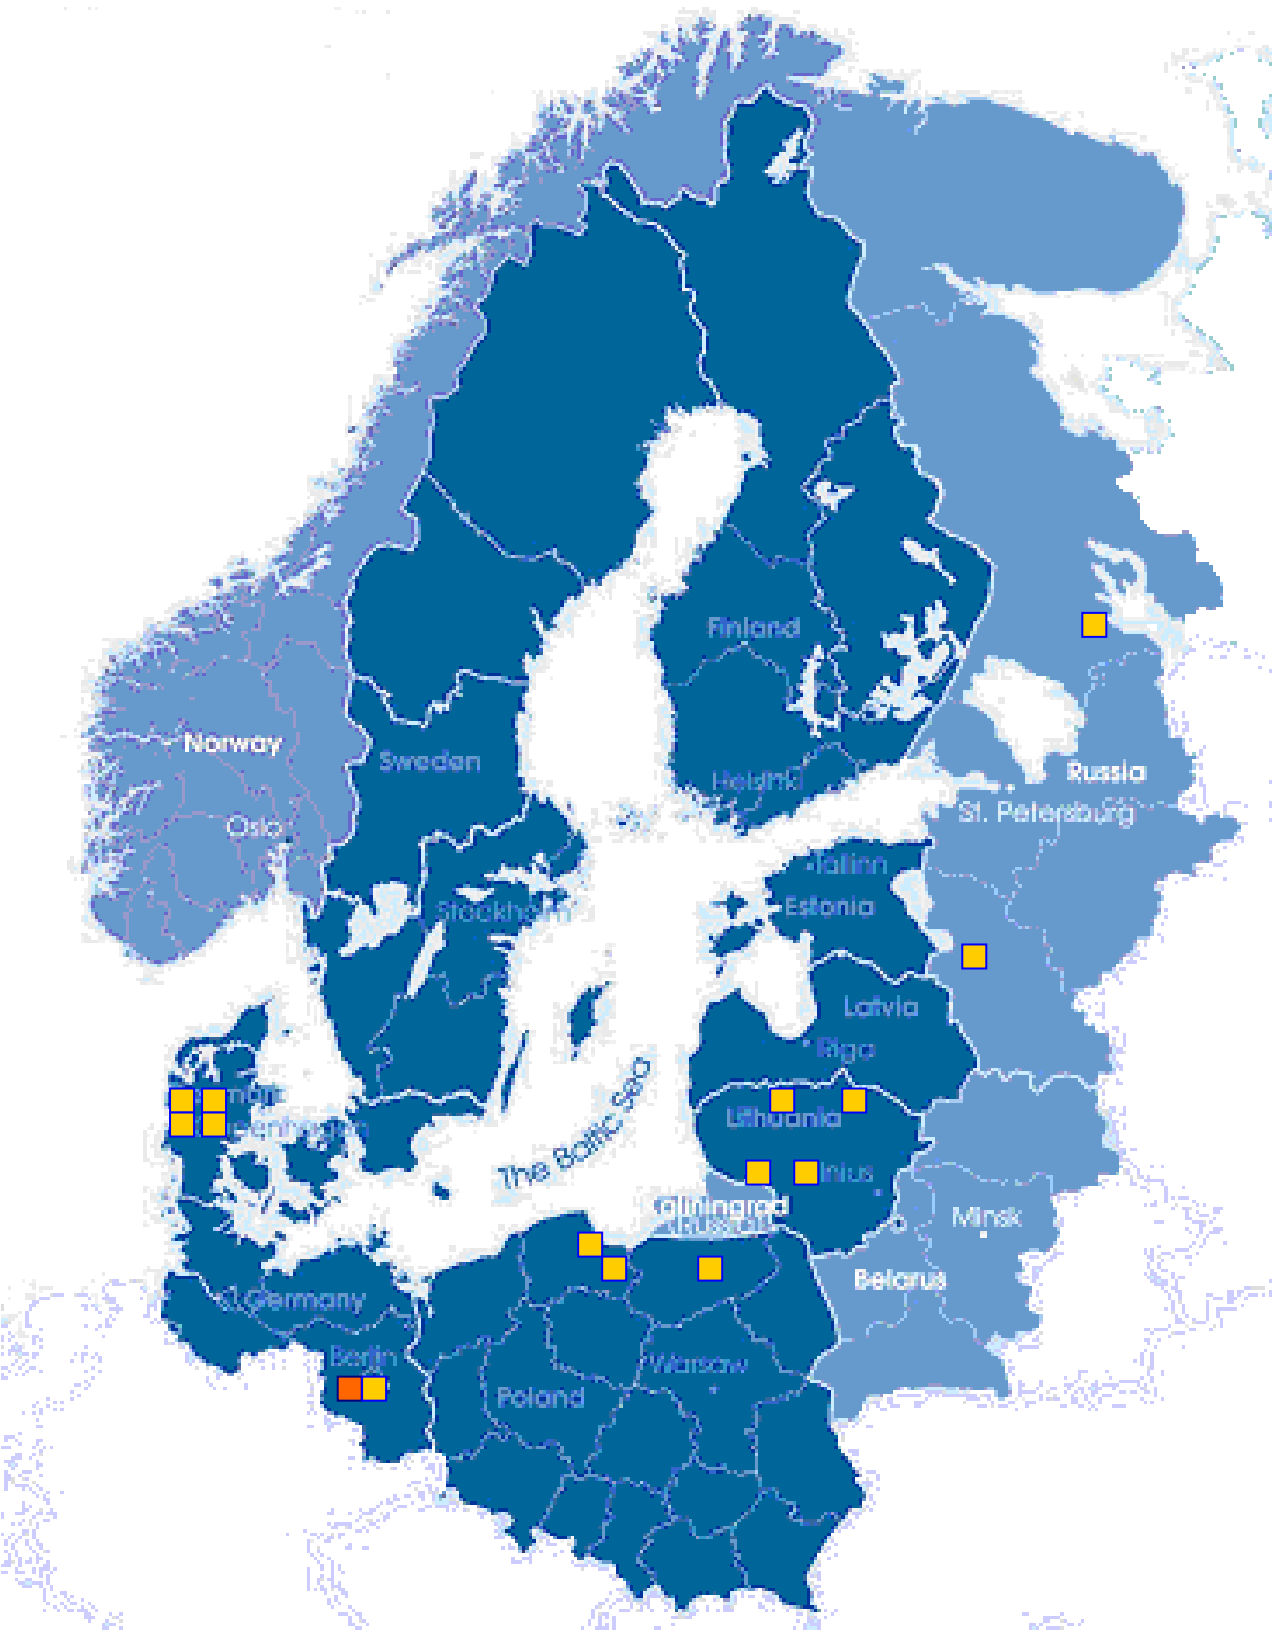 Finland
Norway
Sweden
Helsinki
Russia
St. Petersburg
Oslo
Tallinn
Stockholm
Estonia
Latvia
Riga
The Baltic Sea
Lithuania
Minsk
Belarus
Germany
Berlin
Warsaw
Poland